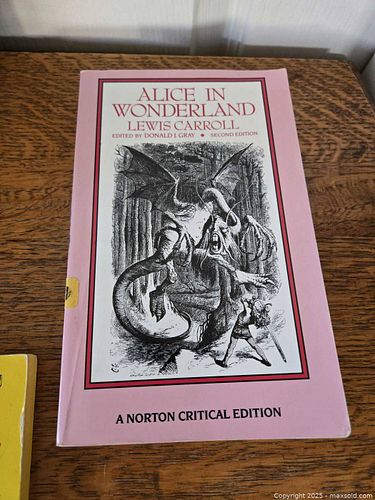 ALICE IN
WONDERLAND
LEWIS CARROLL
EDITED BY DONALD J. GRAY • SECOND EDITION
A NORTON CRITICAL EDITION
Copyright 2025 - maxsold.com